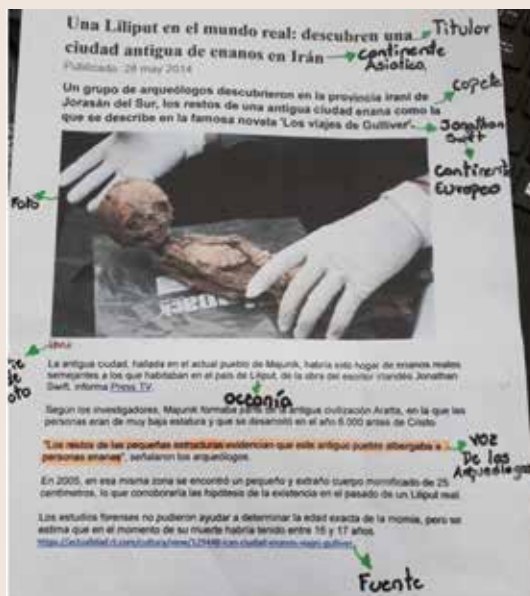 Una Liliput en el mundo real: descubren una
Titular
ciudad antigua de enanos en Irán
continente
Asiatico
Publicado: 28 may 2014
Un grupo de arqueólogos descubrieron en la provincia iraní de
copete
Jorasán del Sur, los restos de una antigua ciudad enana como la
que se describe en la famosa novela 'Los viajes de Gulliver'.
Jonathan
Continente
Europeo
Foto
de
La antigua ciudad, hallada en el actual pueblo de Majunik, habría sido hogar de enanos reales
semejantes a los que habitaban en el país de Liliput, de la obra del escritor irlandés Jonathan
Swift, informa Press TV.
oceanía
Según los investigadores, Majunik formaba parte de la antigua civilización Aratta, en la que las
personas eran de muy baja estatura y que se desarrolló en el año 6.000 antes de Cristo
"Los restos de las pequeñas estructuras evidencian que este antiguo pueblo albergaba a
personas enanas", señalaron los arqueólogos.
voz
De los
Arqueólogos
En 2005, en esa misma zona se encontró un pequeño y extraño cuerpo momificado de 25
centímetros, lo que corroboraría las hipótesis de la existencia en el pasado de un Liliput real.
Los estudios forenses no pudieron ayudar a determinar la edad exacta de la momia, pero se
estima que en el momento de su muerte habría tenido entre 16 y 17 años.
Fuente